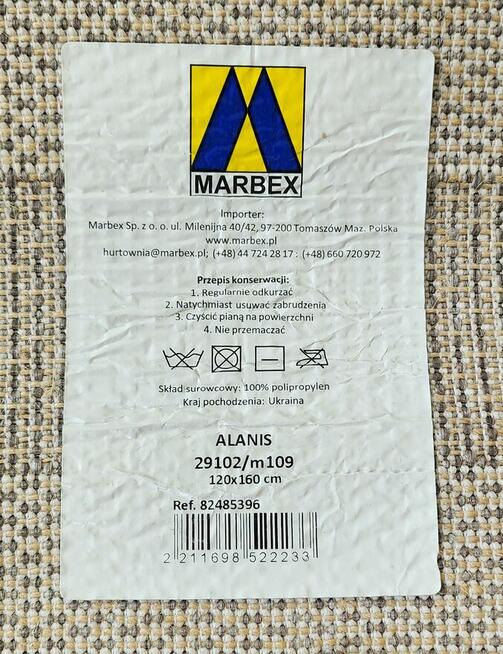 MARBEX
Importer:
Marbex Sp. z o. o. ul. Milenijna 40/42, 97-200 Tomaszów Maz. Polska
www.marbex.pl
hurtownia@marbex.pl; (+48) 44 724 28 17 : (+48) 660 720 972
Przepis konserwacji:
1. Regularnie odkurzać
2. Natychmiast usuwać zabrudzenia
3. Czyścić pianą na powierzchni
4. Nie przemaczać
Skład surowcowy: 100% polipropylen
Kraj pochodzenia: Ukraina
ALANIS
29102/m109
120x160 cm
Ref. 82485396
2 211698 522233